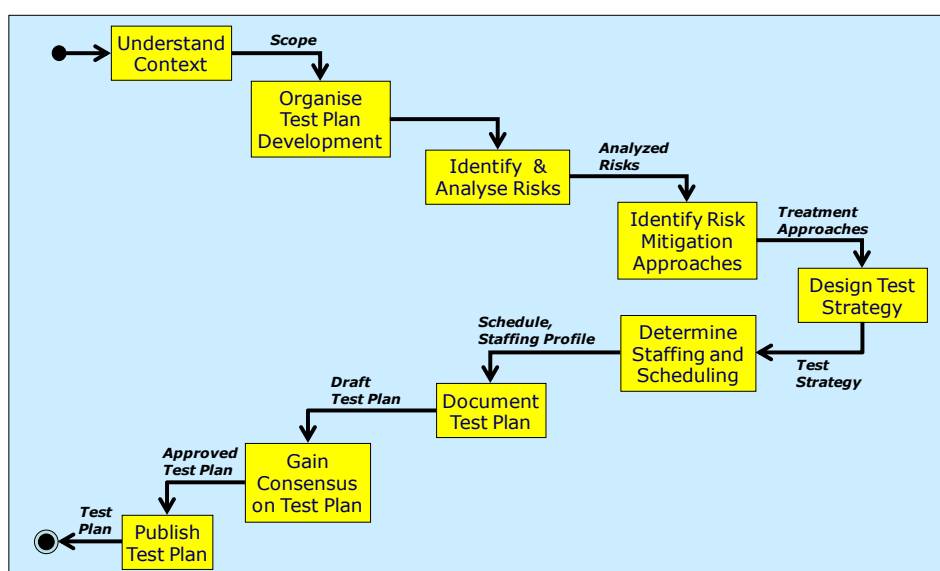 Understand
Context
Scope
Organise
Test Plan
Development
Identify &
Analyse Risks
Analyzed
Risks
Identify Risk
Mitigation
Approaches
Treatment
Approaches
Design Test
Strategy
Test
Strategy
Determine
Staffing and
Scheduling
Schedule,
Staffing Profile
Document
Test Plan
Draft
Test Plan
Gain
Consensus
on Test Plan
Approved
Test Plan
Publish
Test Plan
Test
Plan